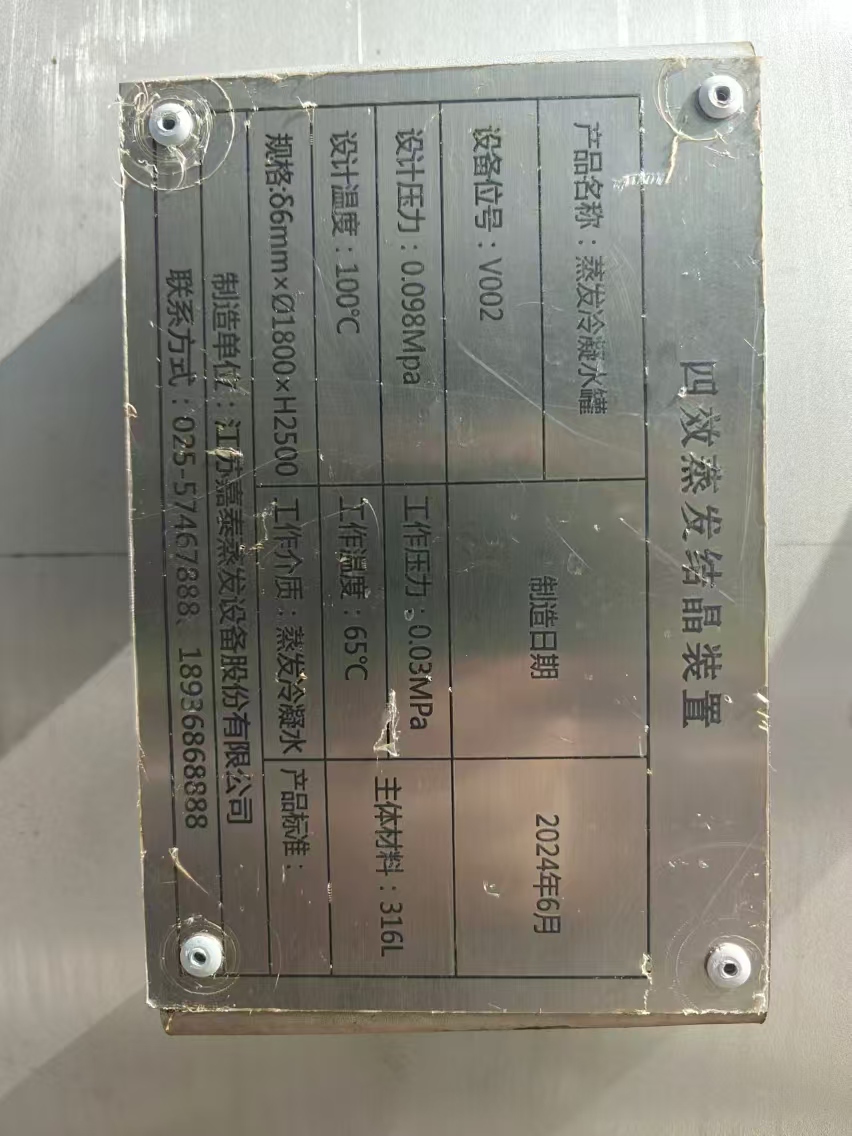 四效蒸发结晶装置
产品名称：蒸发冷凝水罐
设备位号：V002
制造日期
2024年6月
设计压力：0.098Mpa
工作压力：0.03MPa
主体材料：316L
设计温度：100℃
工作温度：65℃
规格:δ6mm×Ø1800×H2500
工作介质：蒸发冷凝水
产品标准：
制造单位：江苏嘉泰蒸发设备股份有限公司
联系方式：025-57467888、18936868888